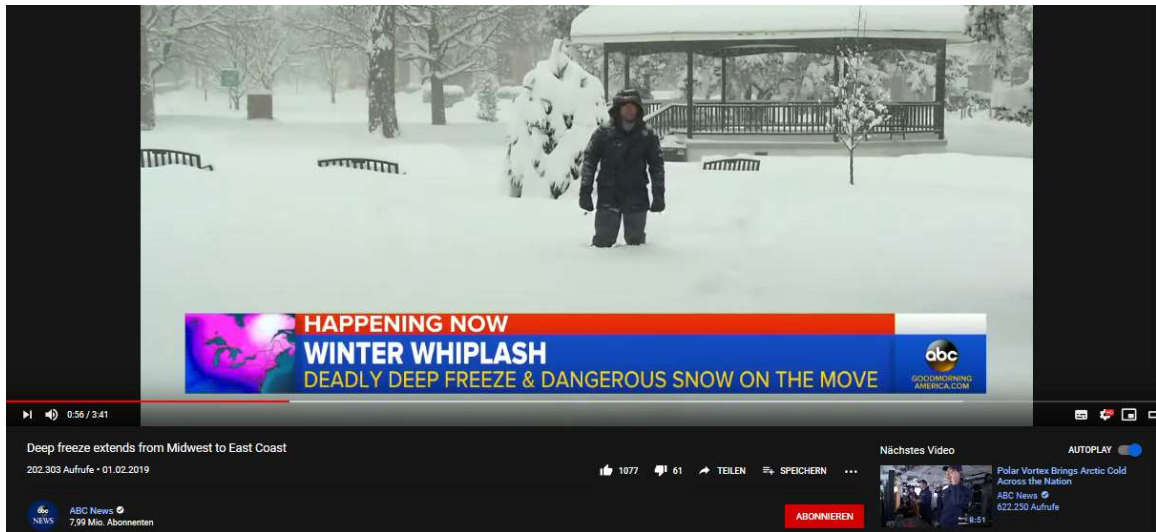 HAPPENING NOW
WINTER WHIPLASH
DEADLY DEEP FREEZE & DANGEROUS SNOW ON THE MOVE
abc
GOODMORNING
AMERICA.COM
0:56 / 3:41
HD
Deep freeze extends from Midwest to East Coast
202.303 Aufrufe • 01.02.2019
1077
61
TEILEN
SPEICHERN
abc
NEWS
ABC News
7,99 Mio. Abonnenten
ABONNIEREN
Nächstes Video
AUTOPLAY
Polar Vortex Brings Arctic Cold
Across the Nation
ABC News
622.250 Aufrufe
8:51